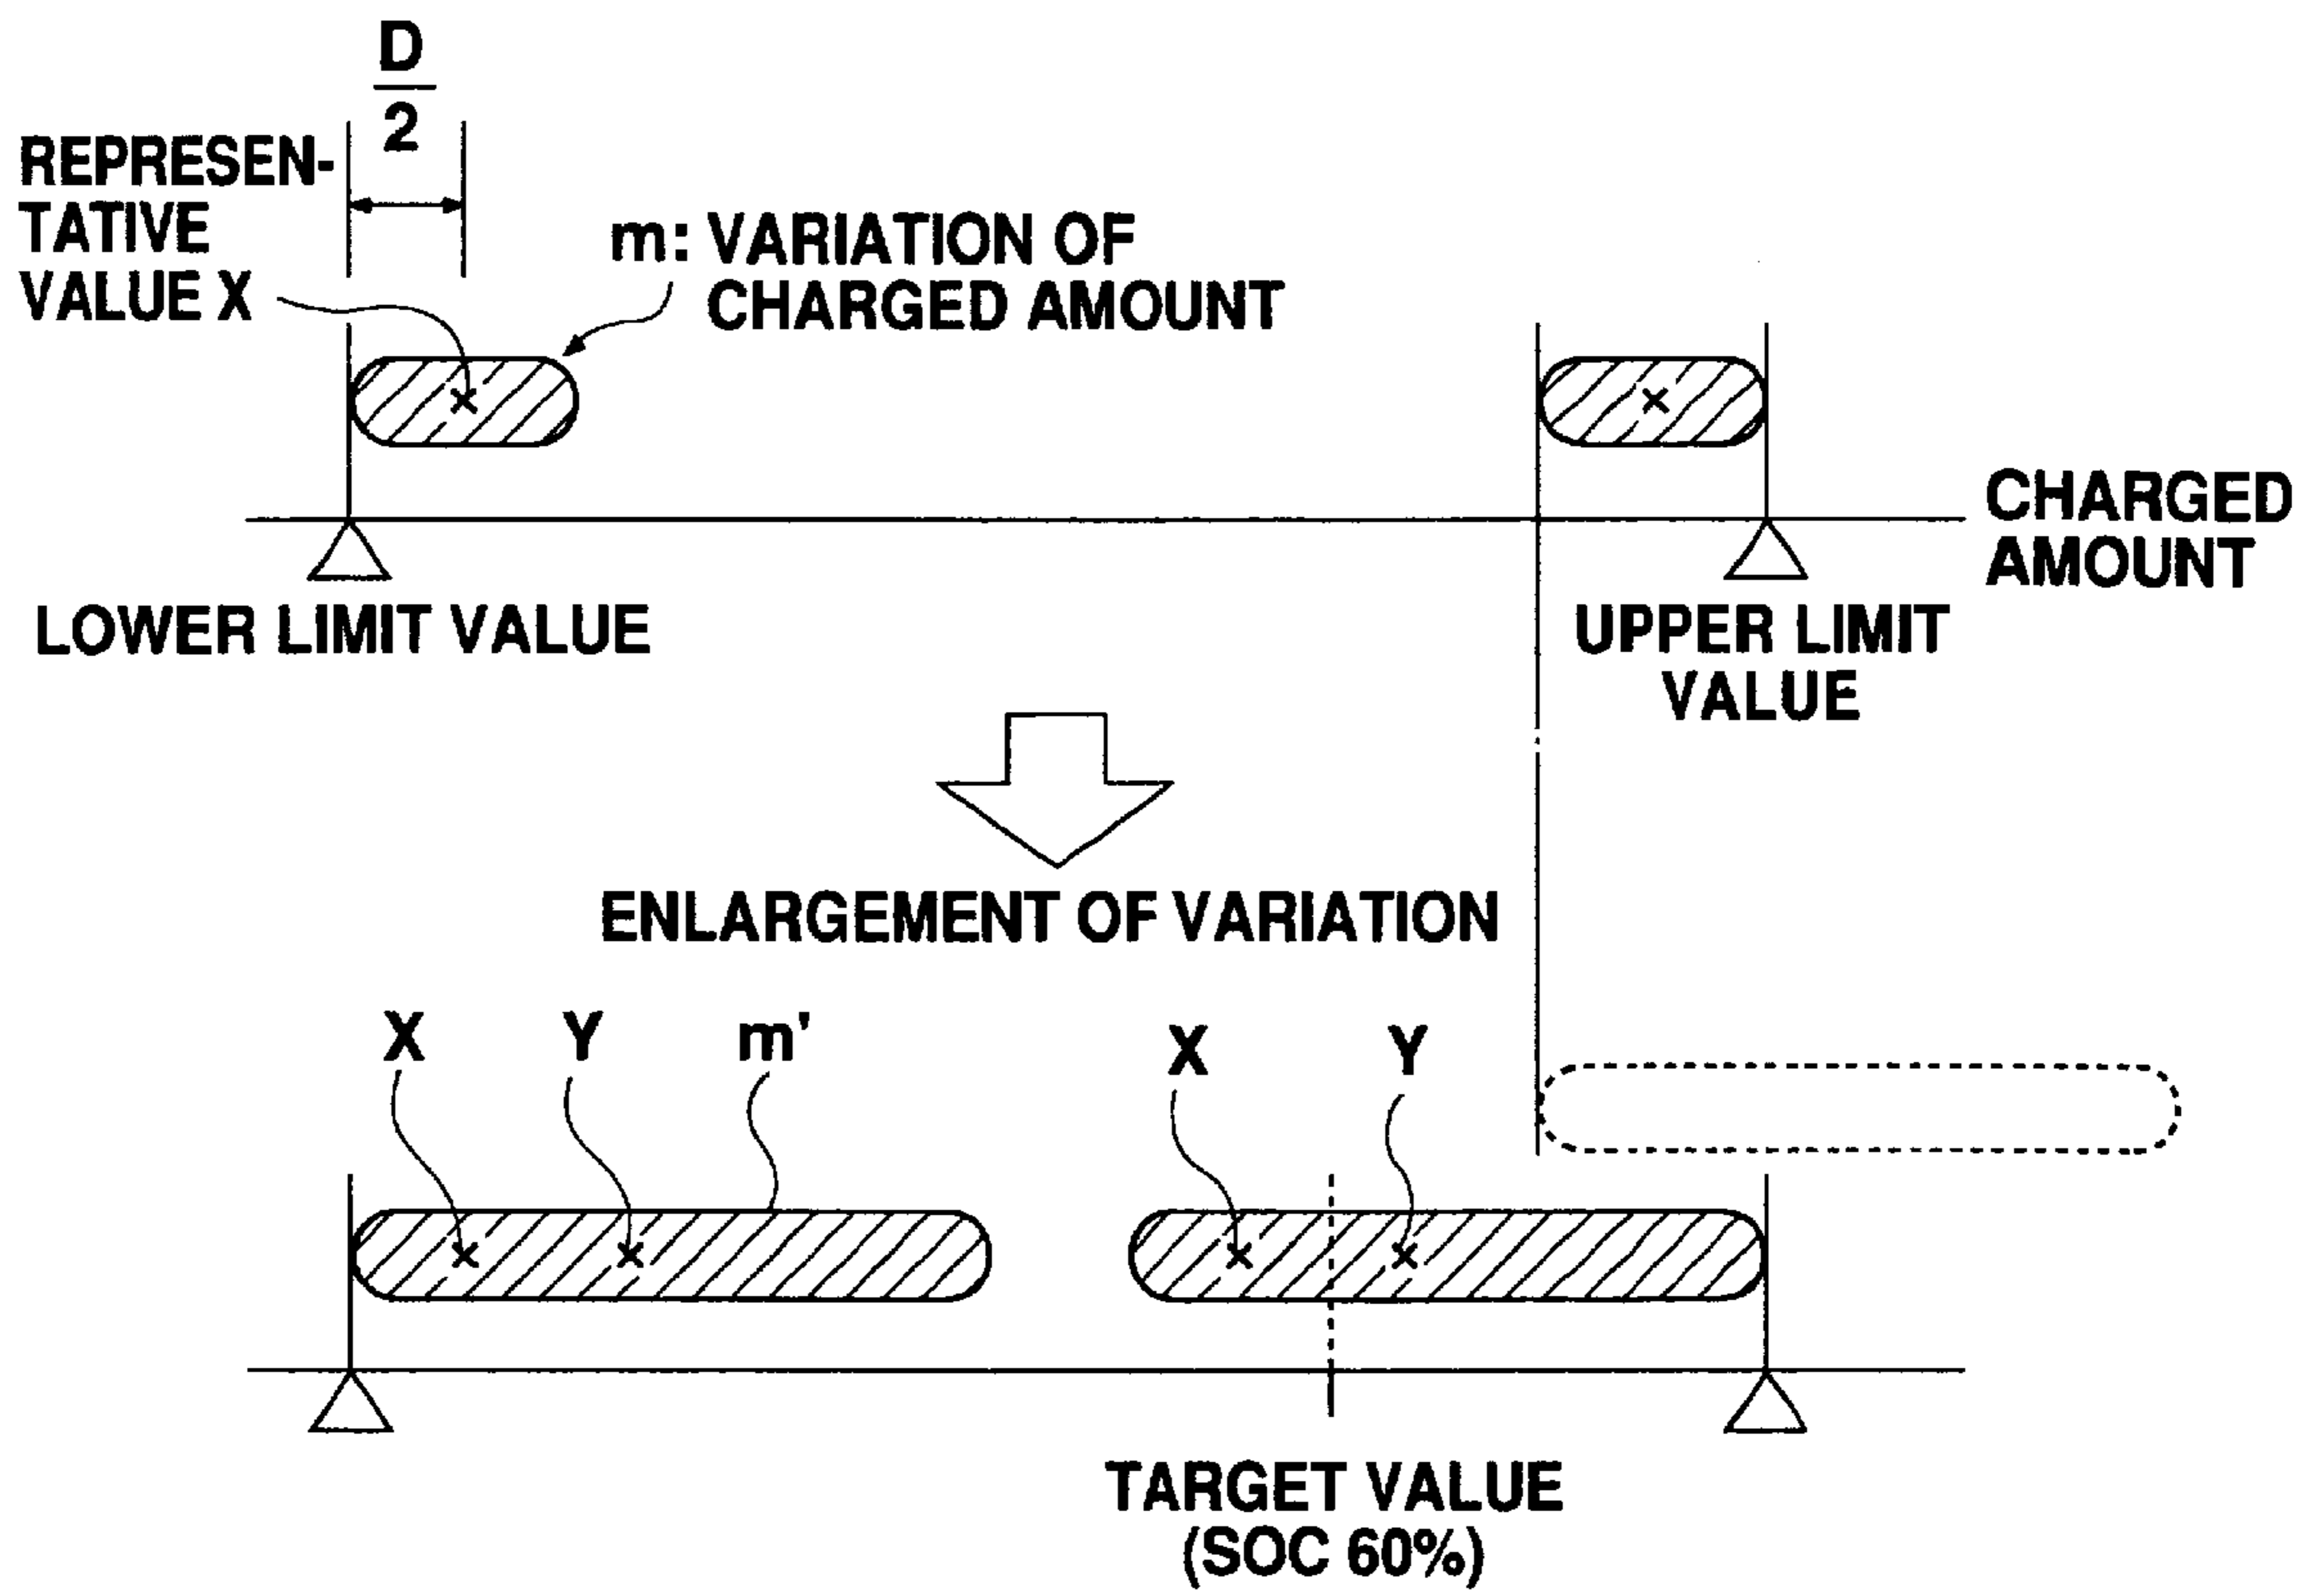 D
2
REPRESEN-
TATIVE
VALUE X
m: VARIATION OF
CHARGED AMOUNT
CHARGED
AMOUNT
LOWER LIMIT VALUE
UPPER LIMIT
VALUE
ENLARGEMENT OF VARIATION
X Y m' X Y
TARGET VALUE
(SOC 60%)